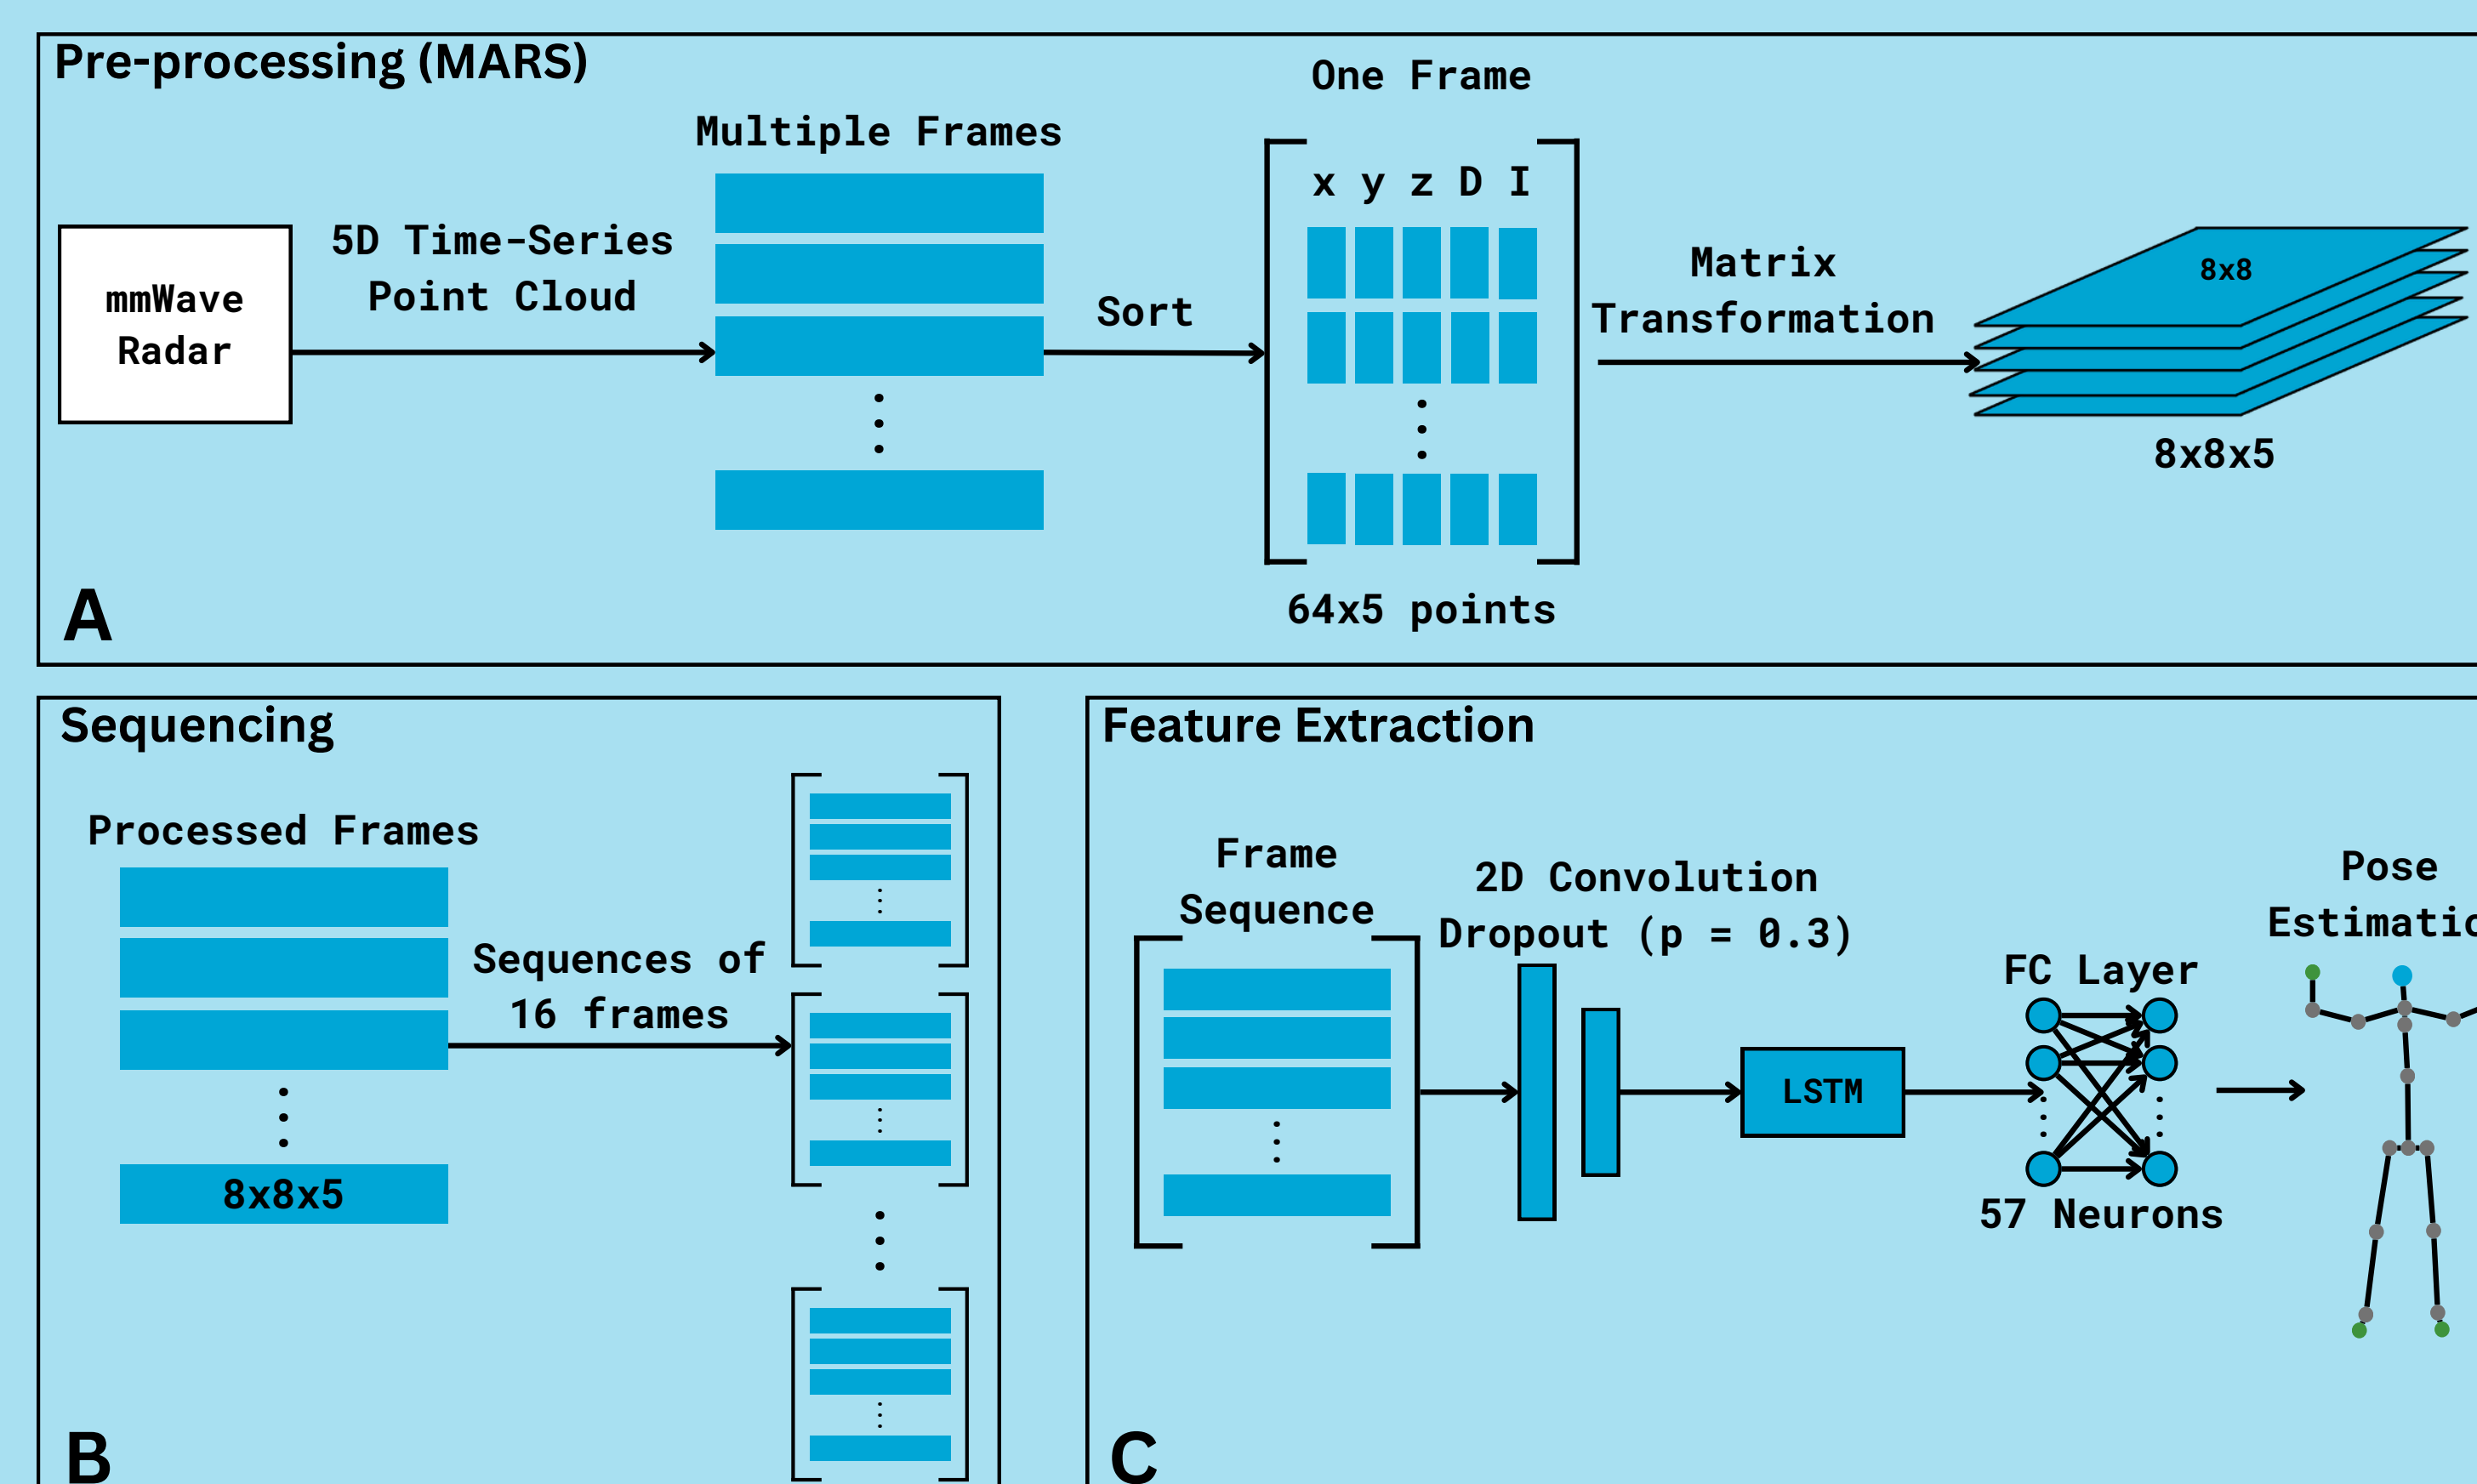 Pre-processing (MARS)
One Frame
Multiple Frames
x y z D I
5D Time-Series
Point Cloud
mmWave
Radar
Sort
Matrix
Transformation
8x8
8x8x5
64x5 points
A
Sequencing
Processed Frames
Sequences of
16 frames
8x8x5
B
Feature Extraction
Frame
Sequence
2D Convolution
Dropout (p = 0.3)
LSTM
FC Layer
57 Neurons
Pose
C